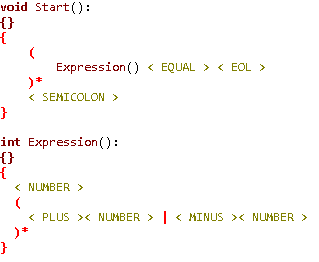 void Start():
{}
{
(
Expression() < EQUAL > < EOL >
)*
< SEMICOLON >
}
int Expression():
{}
{
< NUMBER >
(
< PLUS >< NUMBER > | < MINUS >< NUMBER >
)*
}